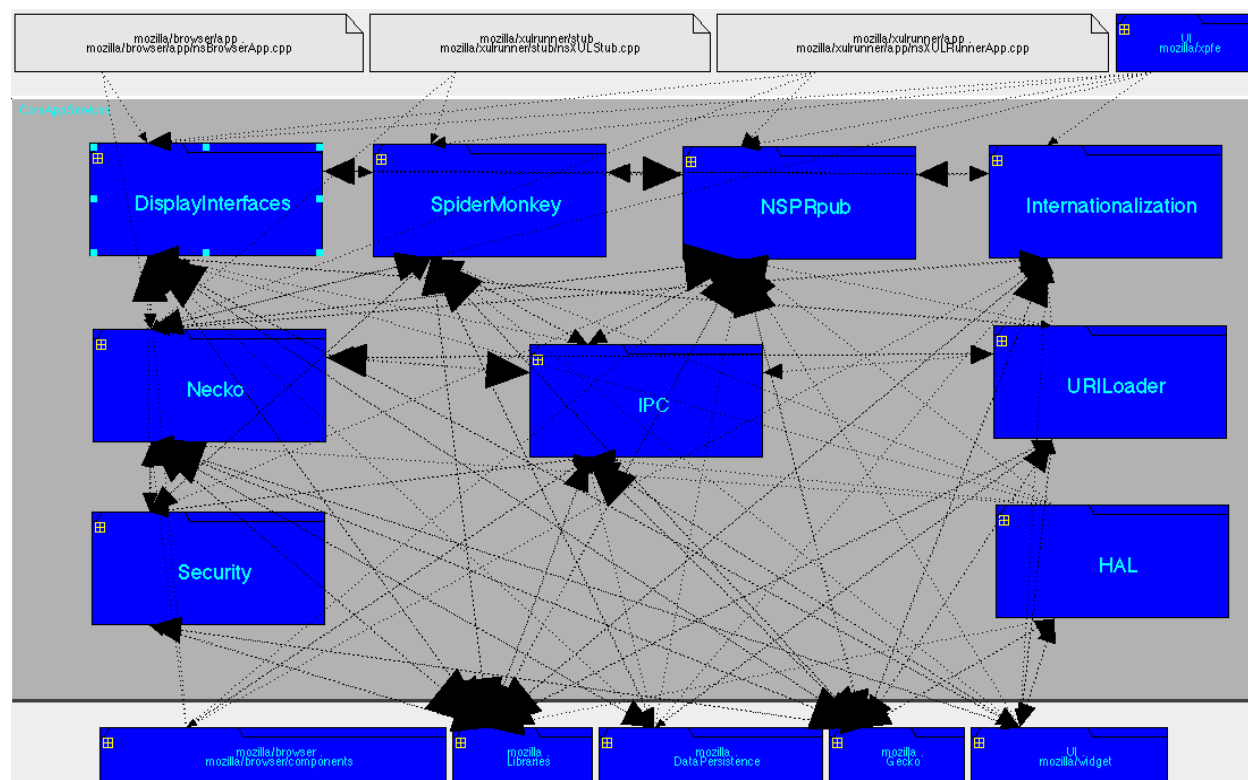 mozilla/browser/app
mozilla/browser/app/nsBrowserApp.cpp
mozilla/xulrunner/stub
mozilla/xulrunner/stub/nsXULStub.cpp
mozilla/xulrunner/app
mozilla/xulrunner/app/nsXULRunnerApp.cpp
UI
mozilla/xpfe
DisplayInterfaces
SpiderMonkey
NSPRpub
Internationalization
Necko
IPC
URILoader
Security
HAL
mozilla/browser
mozilla/browser/components
mozilla
Libraries
mozilla
DataPersistence
mozilla
Gecko
UI
mozilla/widget